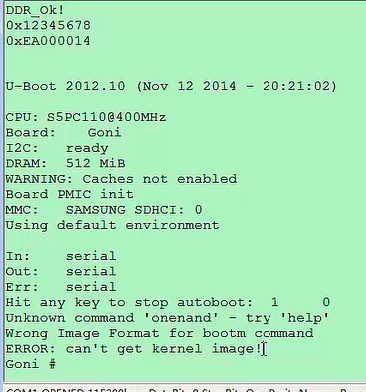 DDR_Ok!
0x12345678
0xEA000014
U-Boot 2012.10 (Nov 12 2014 - 20:21:02)
CPU: S5PC110@400MHz
Board: Goni
I2C: ready
DRAM: 512 MiB
WARNING: Caches not enabled
Board PMIC init
MMC: SAMSUNG SDHCI: 0
Using default environment
In: serial
Out: serial
Err: serial
Hit any key to stop autoboot: 1 0
Unknown command 'onenand' - try 'help'
Wrong Image Format for bootm command
ERROR: can't get kernel image!
Goni #